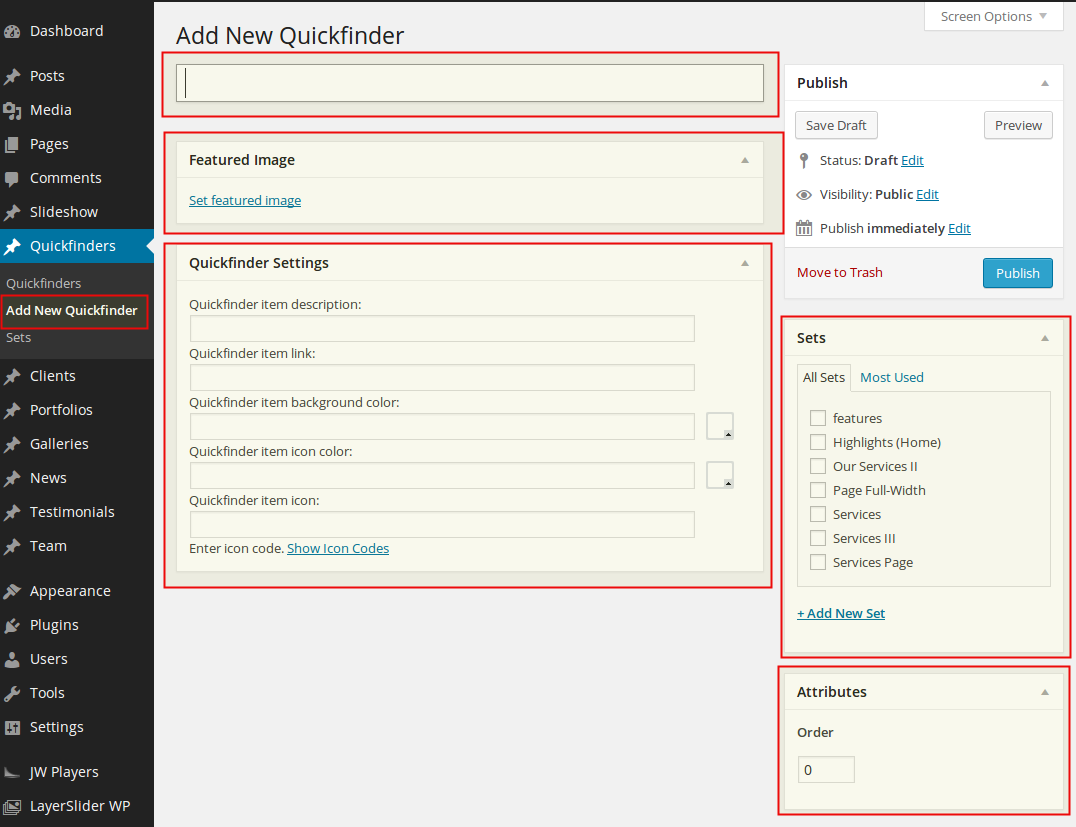 Dashboard
Posts
Media
Pages
Comments
Slideshow
Quickfinders
Quickfinders
Add New Quickfinder
Sets
Clients
Portfolios
Galleries
News
Testimonials
Team
Appearance
Plugins
Users
Tools
Settings
JW Players
LayerSlider WP
Screen Options
Add New Quickfinder
Featured Image
Set featured image
Quickfinder Settings
Quickfinder item description:
Quickfinder item link:
Quickfinder item background color:
Quickfinder item icon color:
Quickfinder item icon:
Enter icon code. Show Icon Codes
Publish
Save Draft Preview
Status: Draft Edit
Visibility: Public Edit
Publish immediately Edit
Move to Trash Publish
Sets
All Sets Most Used
features
Highlights (Home)
Our Services II
Page Full-Width
Services
Services III
Services Page
+ Add New Set
Attributes
Order
0